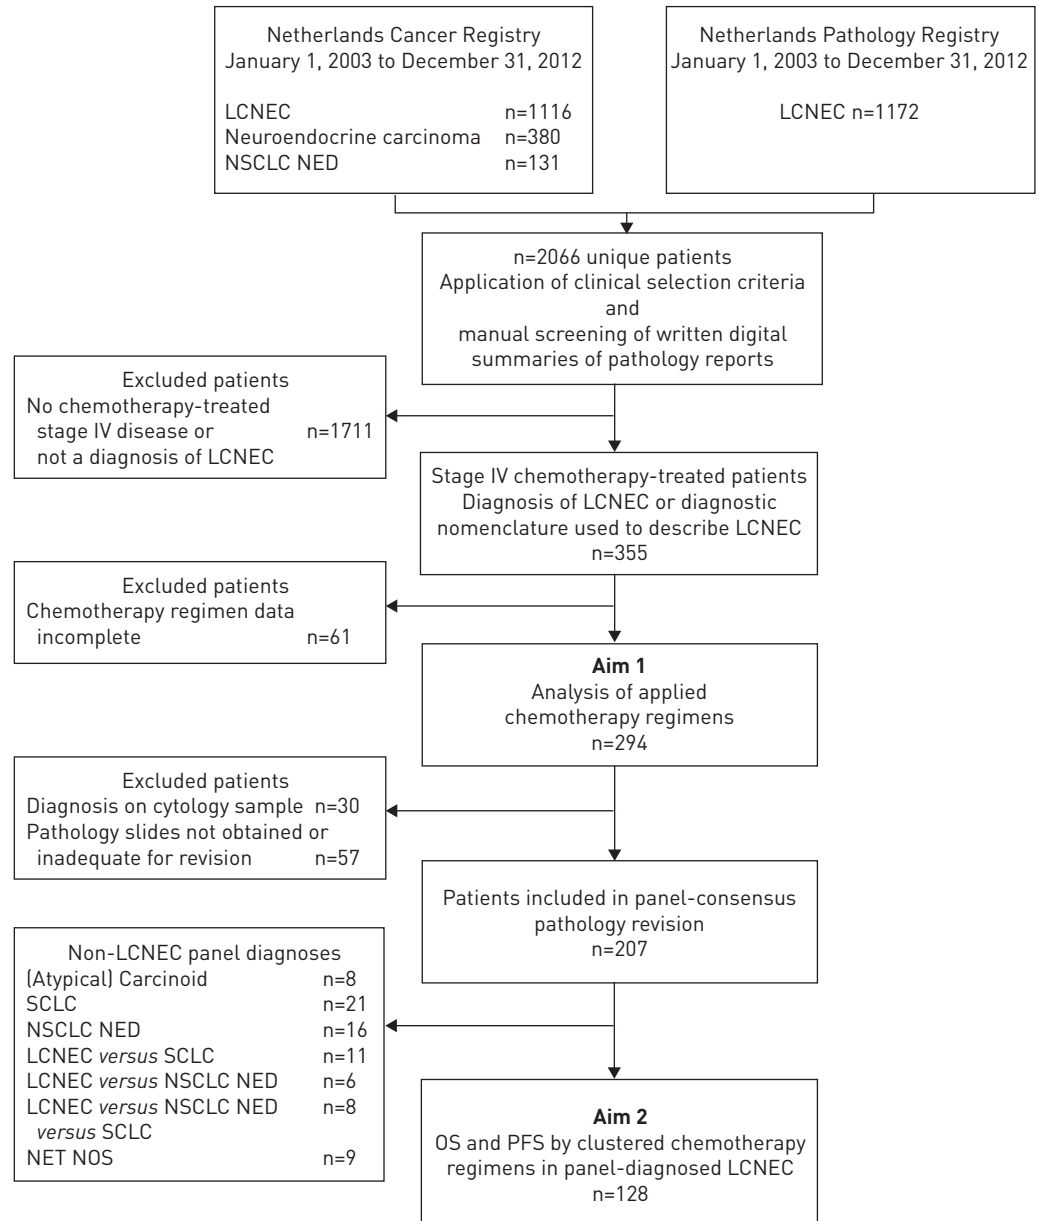 Netherlands Cancer Registry
January 1, 2003 to December 31, 2012
LCNEC n=1116
Neuroendocrine carcinoma n=380
NSCLC NED n=131
Netherlands Pathology Registry
January 1, 2003 to December 31, 2012
LCNEC n=1172
n=2066 unique patients
Application of clinical selection criteria
and
manual screening of written digital
summaries of pathology reports
Excluded patients
No chemotherapy-treated
stage IV disease or n=1711
not a diagnosis of LCNEC
Stage IV chemotherapy-treated patients
Diagnosis of LCNEC or diagnostic
nomenclature used to describe LCNEC
n=355
Excluded patients
Chemotherapy regimen data
incomplete n=61
Aim 1
Analysis of applied
chemotherapy regimens
n=294
Excluded patients
Diagnosis on cytology sample n=30
Pathology slides not obtained or
inadequate for revision n=57
Patients included in panel-consensus
pathology revision
n=207
Non-LCNEC panel diagnoses
(Atypical) Carcinoid n=8
SCLC n=21
NSCLC NED n=16
LCNEC versus SCLC n=11
LCNEC versus NSCLC NED n=6
LCNEC versus NSCLC NED n=8
versus SCLC
NET NOS n=9
Aim 2
OS and PFS by clustered chemotherapy
regimens in panel-diagnosed LCNEC
n=128